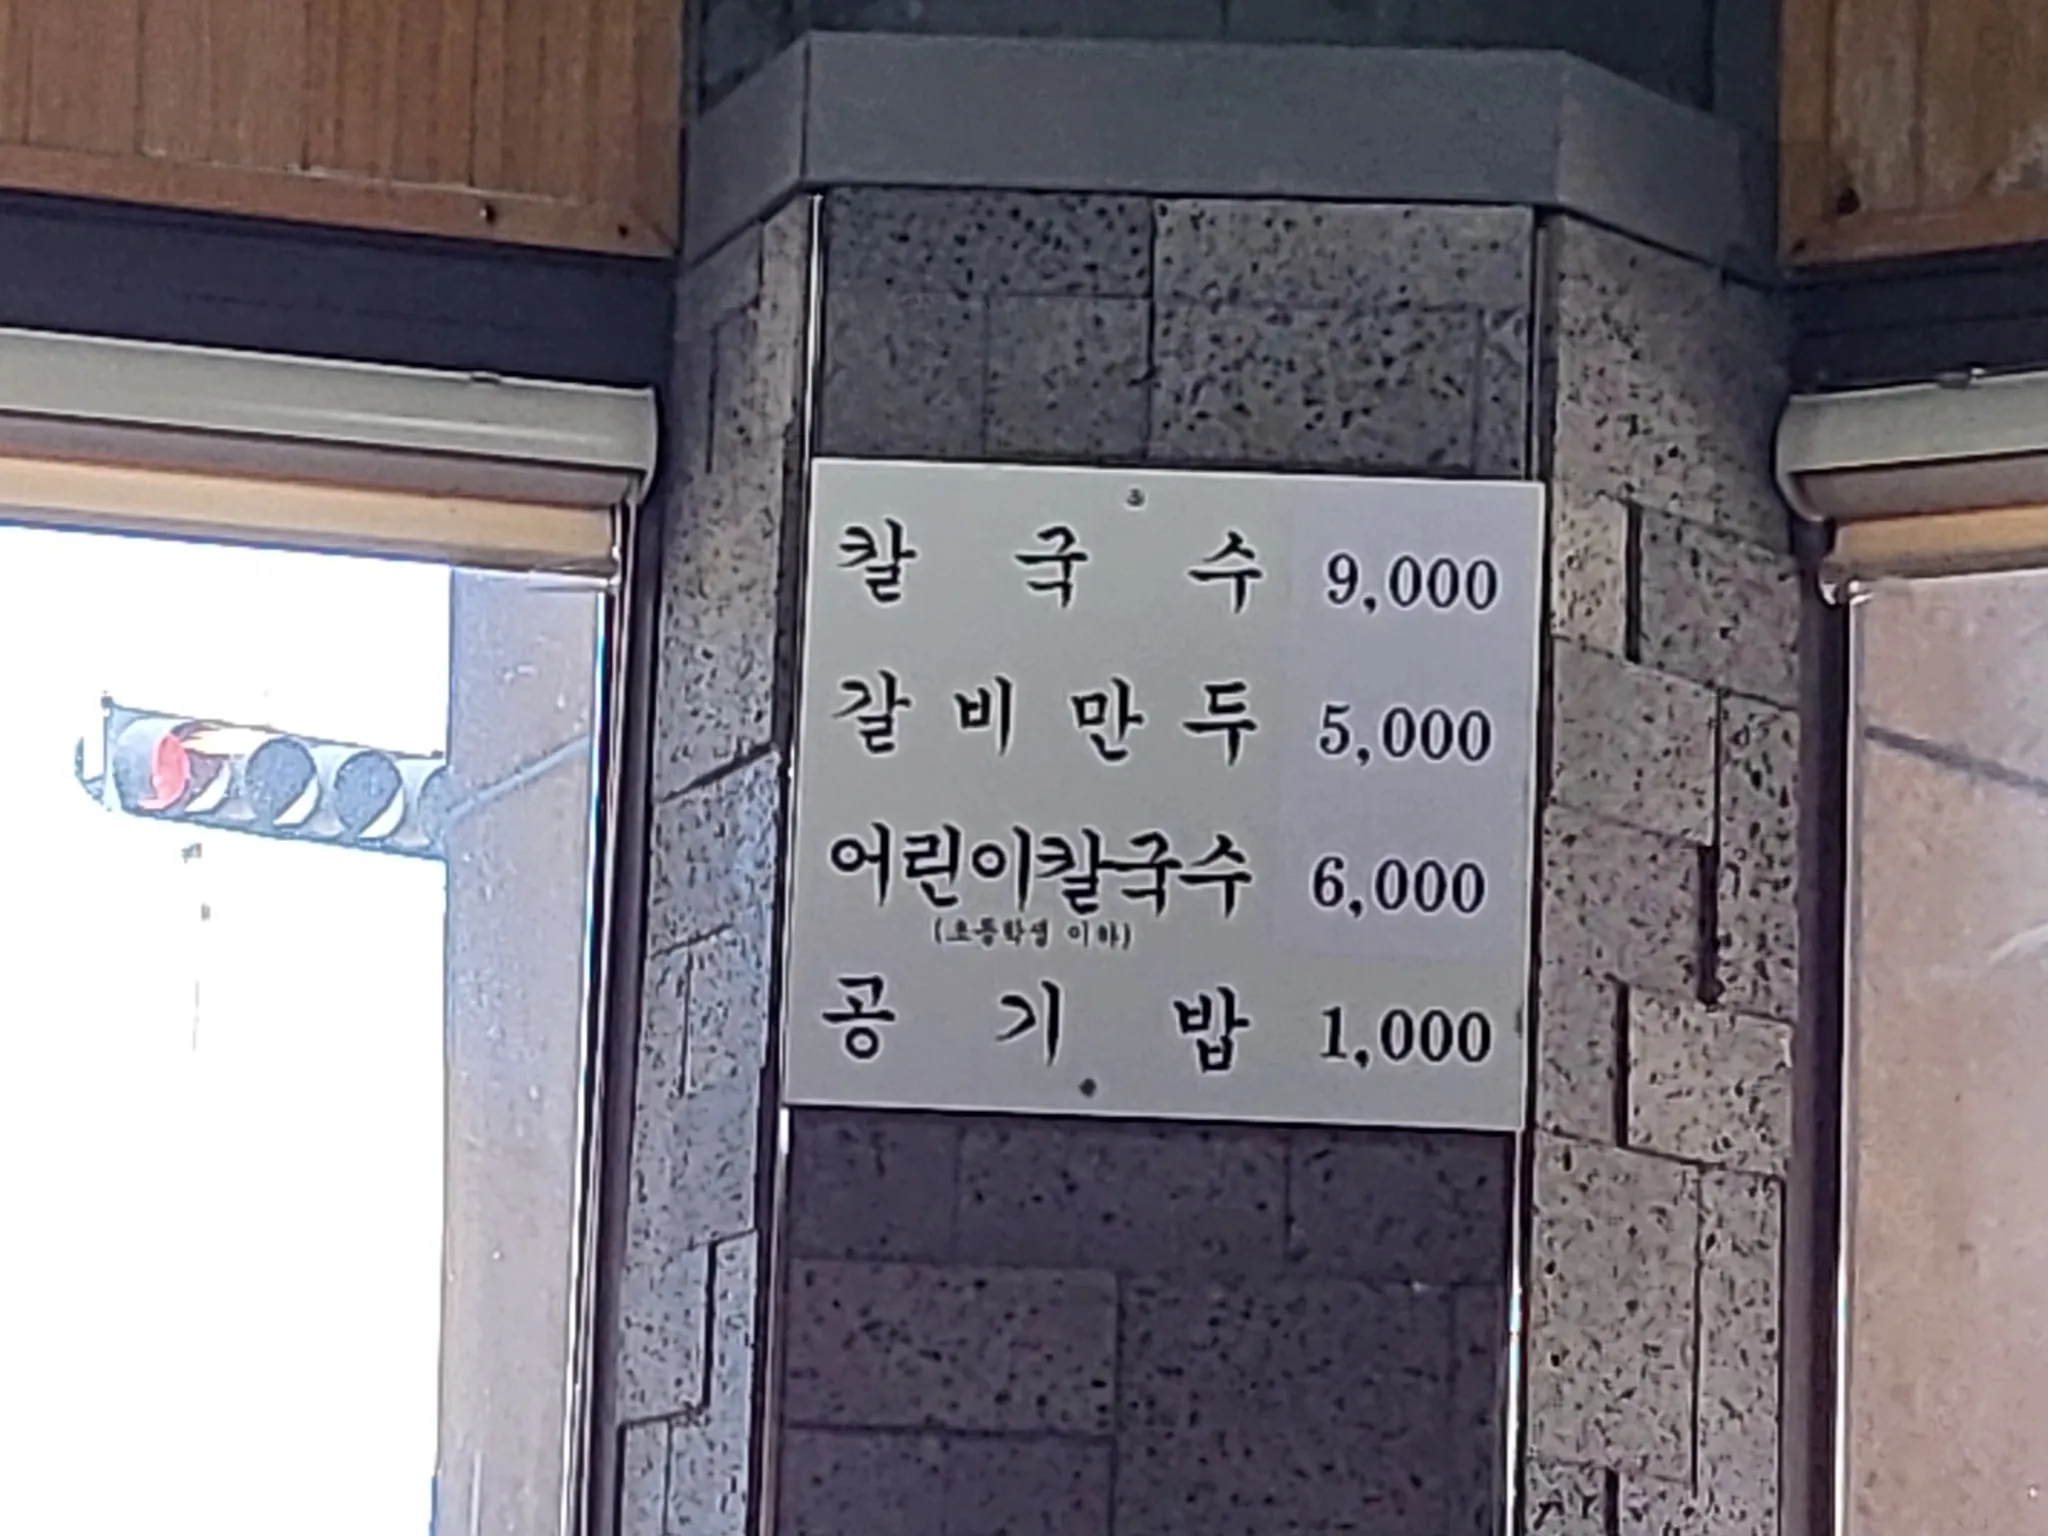 칼국수 9,000
갈비만두 5,000
어린이칼국수 6,000
(초등학생 이하)
공기밥 1,000